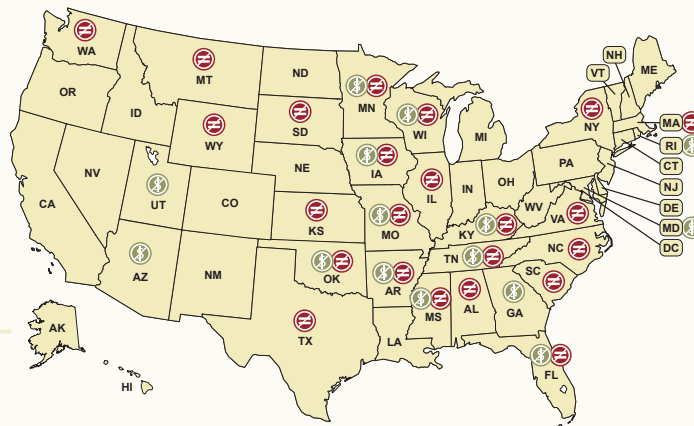 WA
MT
ND
MN
NH
VT
ME
OR
ID
WY
SD
WI
MI
NY
MA
RI
CT
NJ
DE
MD
DC
NV
UT
CA
CO
NE
IA
IL
IN
OH
PA
WV
VA
KS
MO
KY
NC
TN
SC
AZ
NM
OK
AR
MS
AL
GA
TX
LA
FL
AK
HI